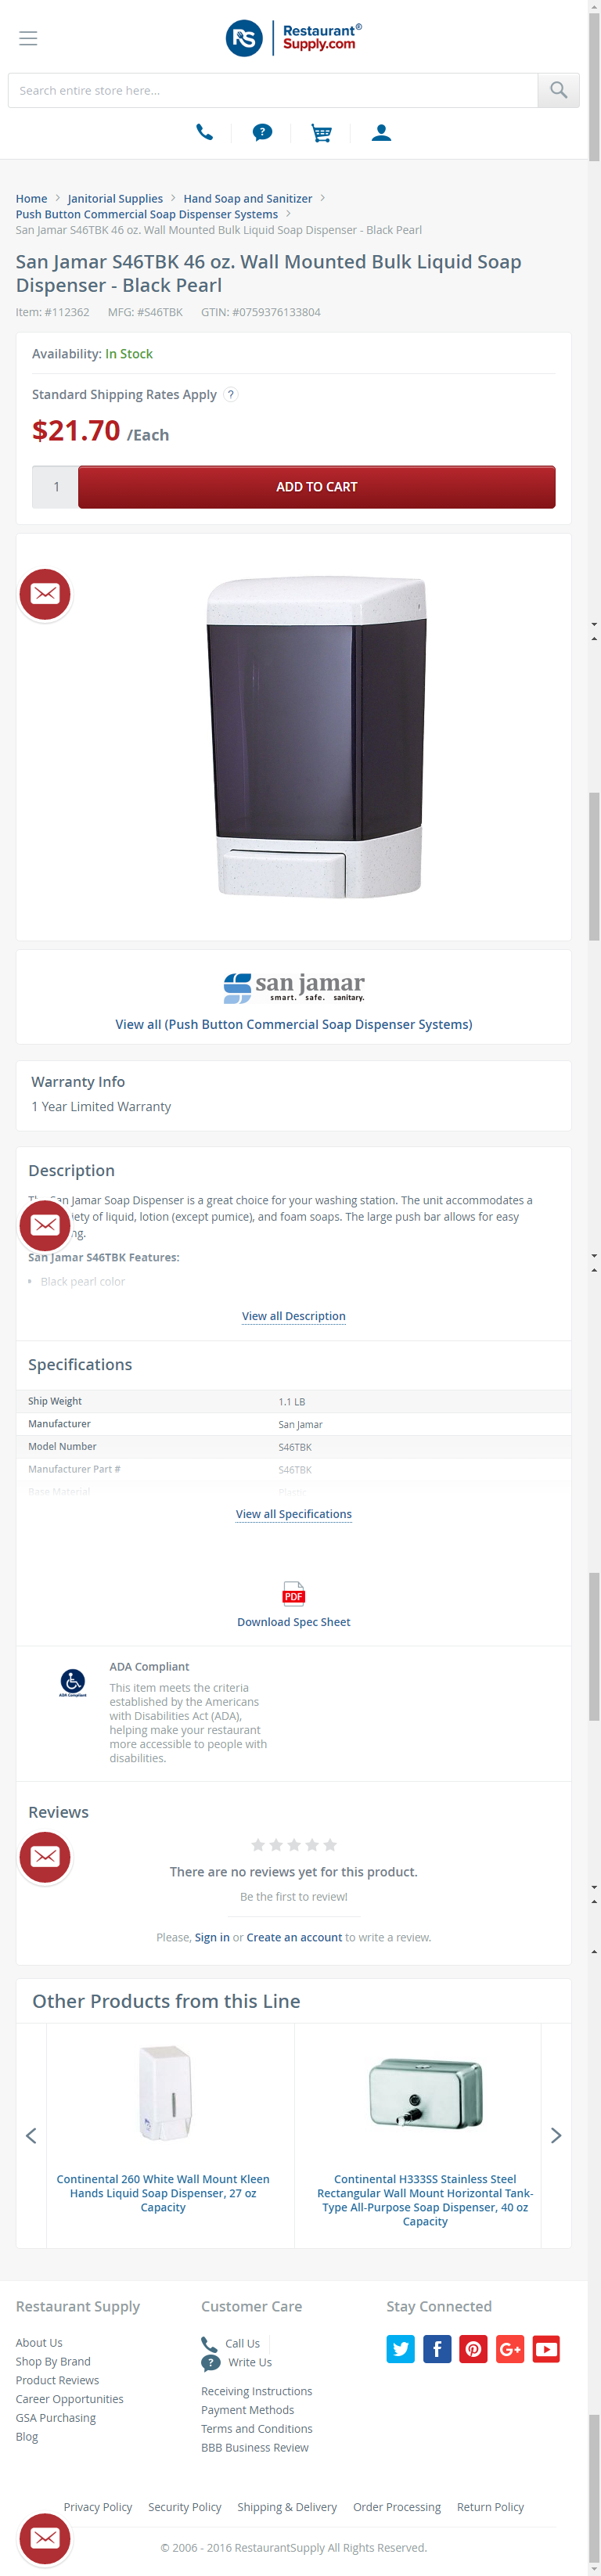 RS Restaurant®
Supply.com
Search entire store here...
?
Home > Janitorial Supplies > Hand Soap and Sanitizer >
Push Button Commercial Soap Dispenser Systems >
San Jamar S46TBK 46 oz. Wall Mounted Bulk Liquid Soap Dispenser - Black Pearl
San Jamar S46TBK 46 oz. Wall Mounted Bulk Liquid Soap
Dispenser - Black Pearl
Item: #112362 MFG: #S46TBK GTIN: #0759376133804
Availability: In Stock
Standard Shipping Rates Apply ?
$21.70 /Each
1 ADD TO CART
san jamar
smart. safe. sanitary.
View all (Push Button Commercial Soap Dispenser Systems)
Warranty Info
1 Year Limited Warranty
Description
San Jamar Soap Dispenser is a great choice for your washing station. The unit accommodates a
of liquid, lotion (except pumice), and foam soaps. The large push bar allows for easy
San Jamar S46TBK Features:
• Black pearl color
View all Description
Specifications
Ship Weight 1.1 LB
Manufacturer San Jamar
Model Number S46TBK
Manufacturer Part # S46TBK
Base Material Plastic
View all Specifications
PDF
Download Spec Sheet
ADA Compliant
ADA Compliant
This item meets the criteria
established by the Americans
with Disabilities Act (ADA),
helping make your restaurant
more accessible to people with
disabilities.
Reviews
There are no reviews yet for this product.
Be the first to review!
Please, Sign in or Create an account to write a review.
Other Products from this Line
Continental 260 White Wall Mount Kleen
Hands Liquid Soap Dispenser, 27 oz
Capacity
Continental H333SS Stainless Steel
Rectangular Wall Mount Horizontal Tank-
Type All-Purpose Soap Dispenser, 40 oz
Capacity
Restaurant Supply
About Us
Shop By Brand
Product Reviews
Career Opportunities
GSA Purchasing
Blog
Customer Care
Call Us
? Write Us
Receiving Instructions
Payment Methods
Terms and Conditions
BBB Business Review
Stay Connected
f G+
Privacy Policy Security Policy Shipping & Delivery Order Processing Return Policy
© 2006 - 2016 RestaurantSupply All Rights Reserved.